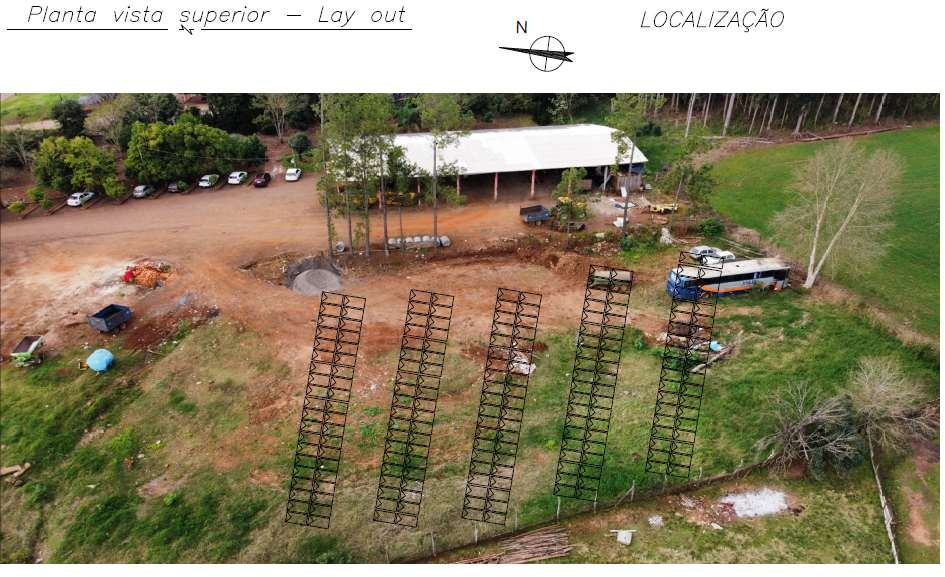 Planta vista superior – Lay out
N
LOCALIZAÇÃO